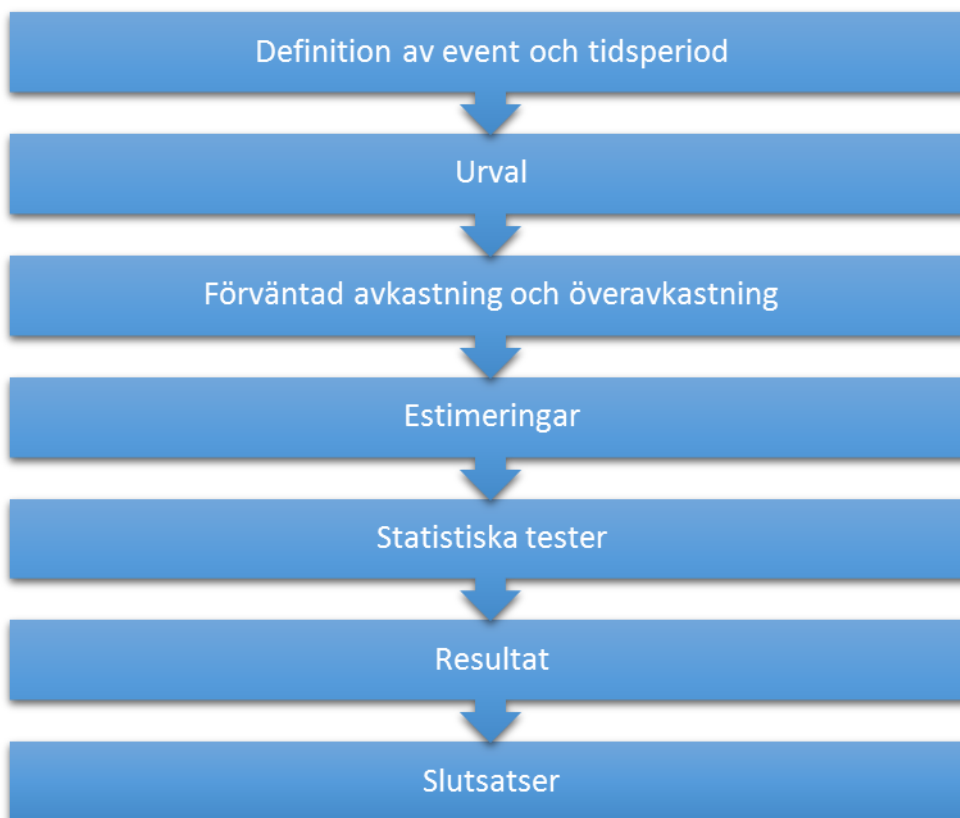 Definition av event och tidsperiod
Urval
Förväntad avkastning och överavkastning
Estimeringar
Statistiska tester
Resultat
Slutsatser